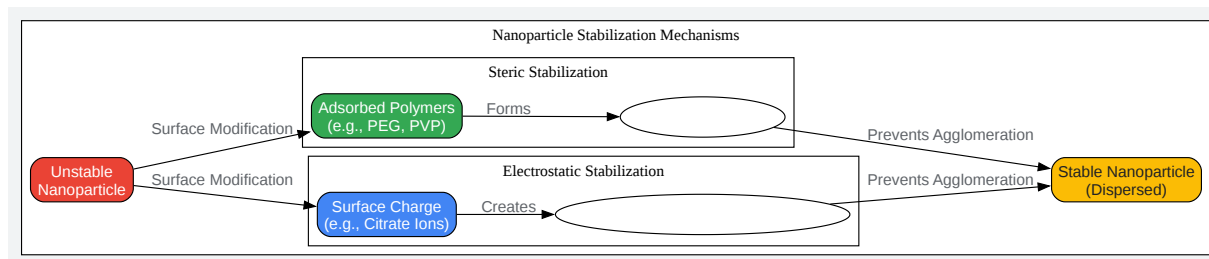 Nanoparticle Stabilization Mechanisms
Steric Stabilization
Adsorbed Polymers
(e.g., PEG, PVP)
Forms
Surface Modification
Prevents Agglomeration
Unstable
Nanoparticle
Surface Modification
Electrostatic Stabilization
Surface Charge
(e.g., Citrate Ions)
Creates
Prevents Agglomeration
Stable Nanoparticle
(Dispersed)